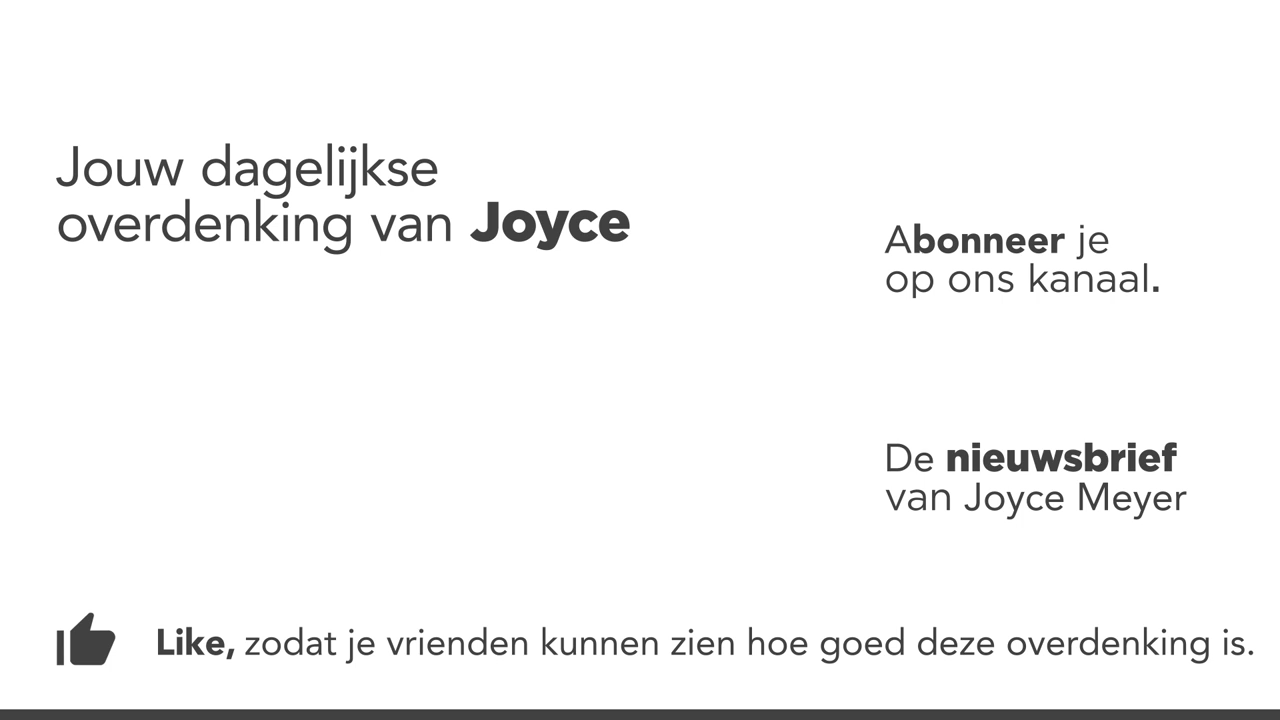 Jouw dagelijkse
overdenking van Joyce
Abonneer je
op ons kanaal.
De nieuwsbrief
van Joyce Meyer
Like, zodat je vrienden kunnen zien hoe goed deze overdenking is.